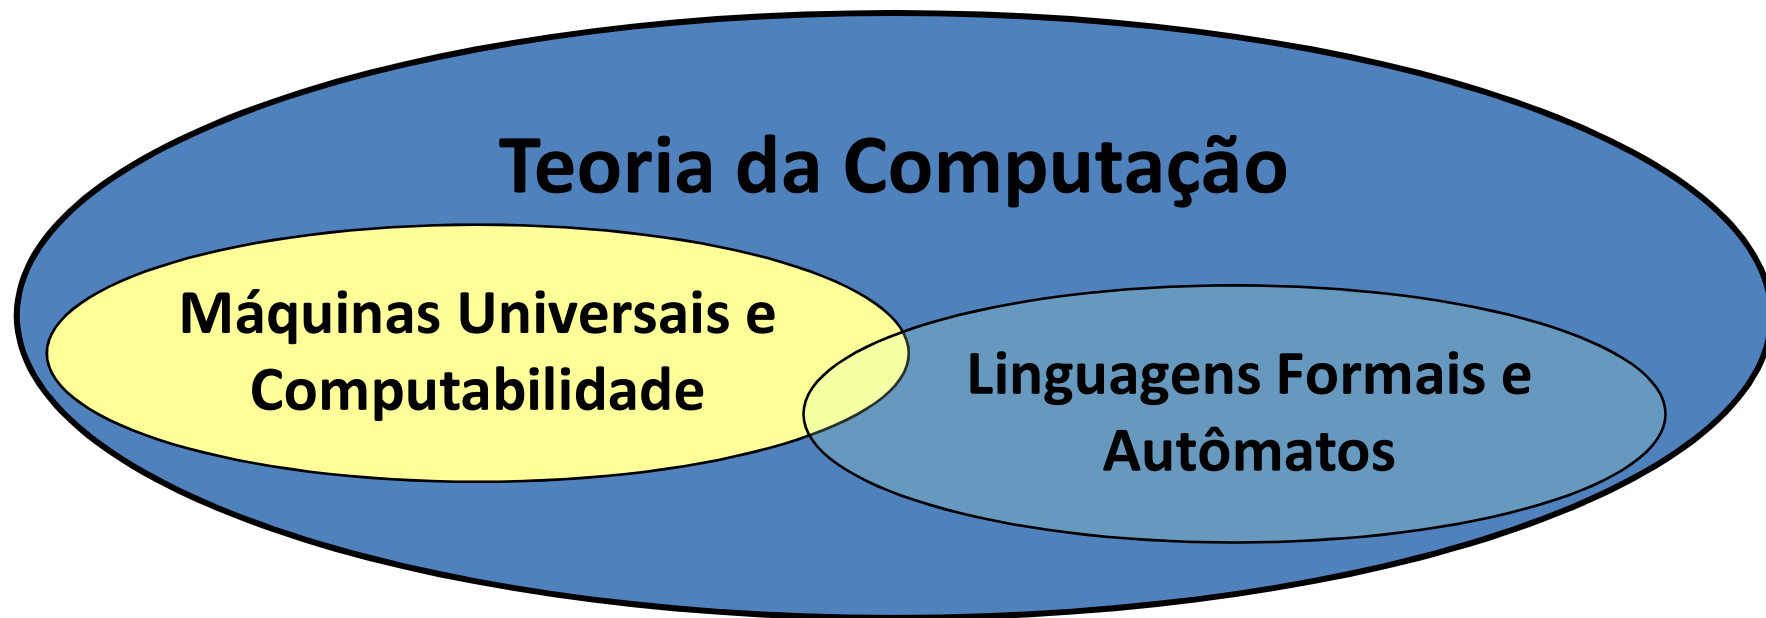 Teoria da Computação
Máquinas Universais e
Computabilidade
Linguagens Formais e
Autômatos